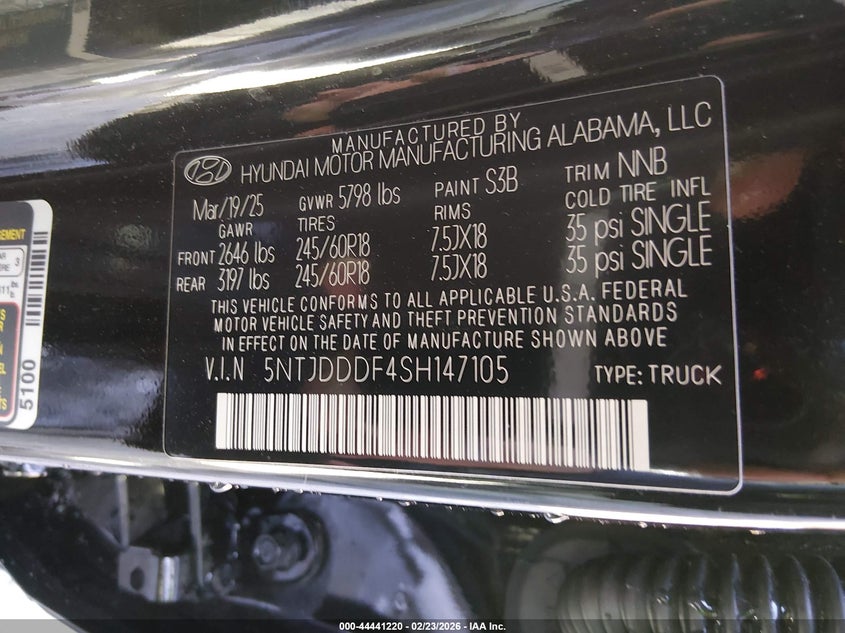 MANUFACTURED BY
HYUNDAI MOTOR MANUFACTURING ALABAMA, LLC
Mar/19/25 GVWR 5798 lbs PAINT S3B TRIM NNB
GAWR TIRES RIMS COLD TIRE INFL
FRONT 2646 lbs 245/60R18 7.5JX18 35 psi SINGLE
REAR 3197 lbs 245/60R18 7.5JX18 35 psi SINGLE
THIS VEHICLE CONFORMS TO ALL APPLICABLE U.S.A. FEDERAL
MOTOR VEHICLE SAFETY AND THEFT PREVENTION STANDARDS
IN EFFECT ON THE DATE OF MANUFACTURE SHOWN ABOVE.
V.I.N 5NTJDDDF4SH147105 TYPE: TRUCK
5100
000-44441220 - 02/23/2026 - IAA Inc.